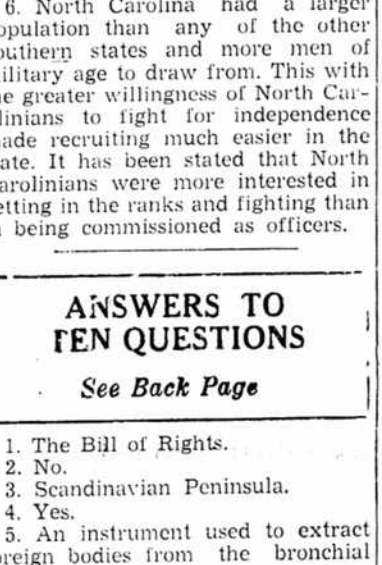 6. North Carolina had a larger
opulation than any of the other
outhern states and more men of
ilitary age to draw from. This with
e greater willingness of North Car-
linians to fight for independence
ade recruiting much easier in the
ate. It has been stated that North
arolinians were more interested in
etting in the ranks and fighting than
being commissioned as officers.
ANSWERS TO
TEN QUESTIONS
See Back Page
1. The Bill of Rights.
2. No.
3. Scandinavian Peninsula.
4. Yes.
5. An instrument used to extract
oreign bodies from the bronchial